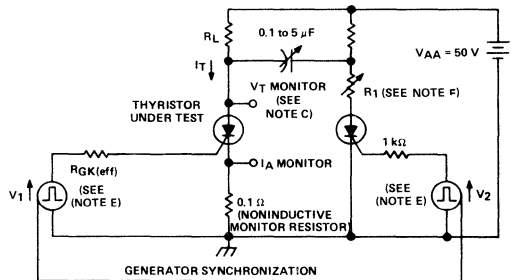 RL
0.1 to 5 µF
VAA = 50 V
IT
VT MONITOR
(SEE
NOTE C)
R1 (SEE NOTE F)
THYRISTOR
UNDER TEST
1 kΩ
RGK(eff)
IA MONITOR
V1
(SEE
NOTE E)
0.1 Ω
(NONINDUCTIVE
MONITOR RESISTOR)
(SEE
NOTE E)
V2
GENERATOR SYNCHRONIZATION